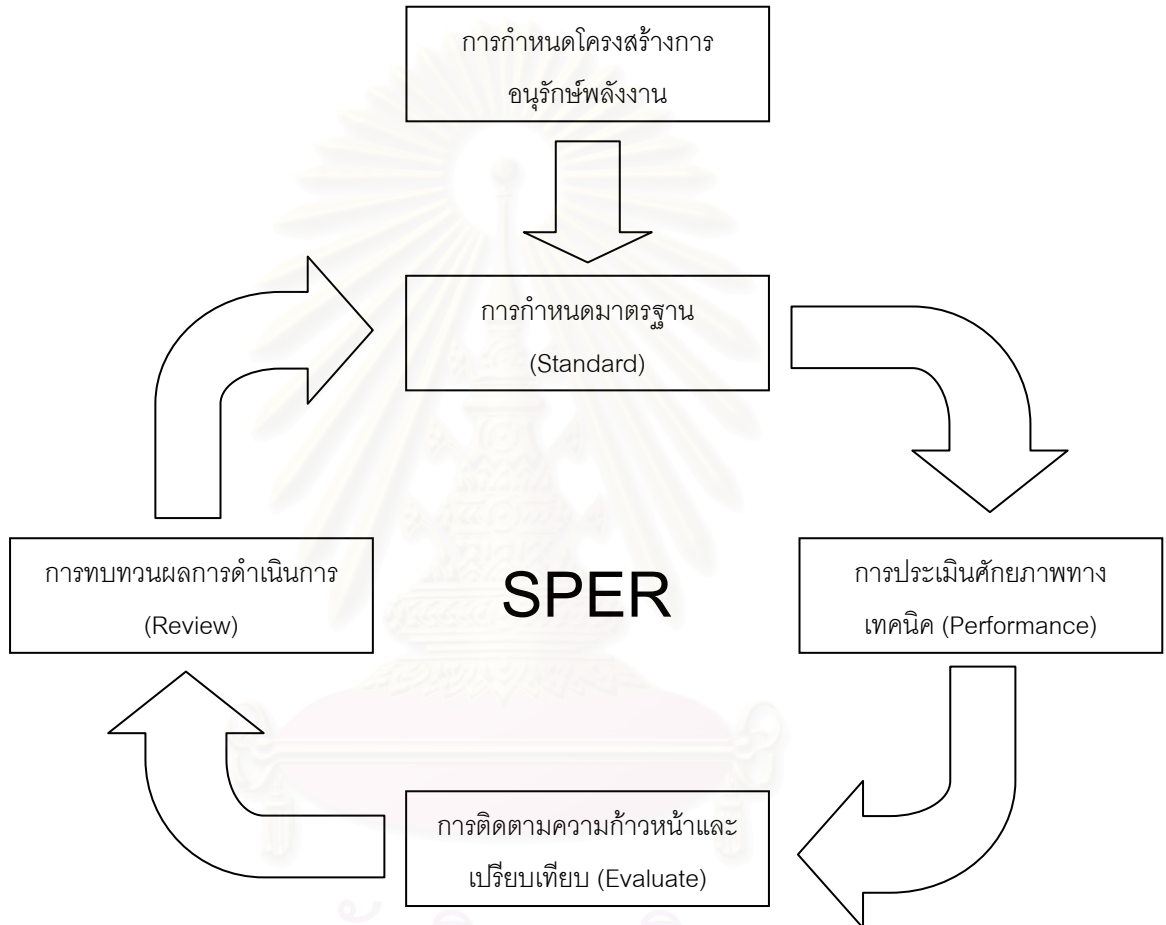 การกำหนดโครงสร้างการ
อนุรักษ์พลังงาน
การกำหนดมาตรฐาน
(Standard)
การทบทวนผลการดำเนินการ
(Review)
SPER
การประเมินศักยภาพทาง
เทคนิค (Performance)
การติดตามความก้าวหน้าและ
เปรียบเทียบ (Evaluate)